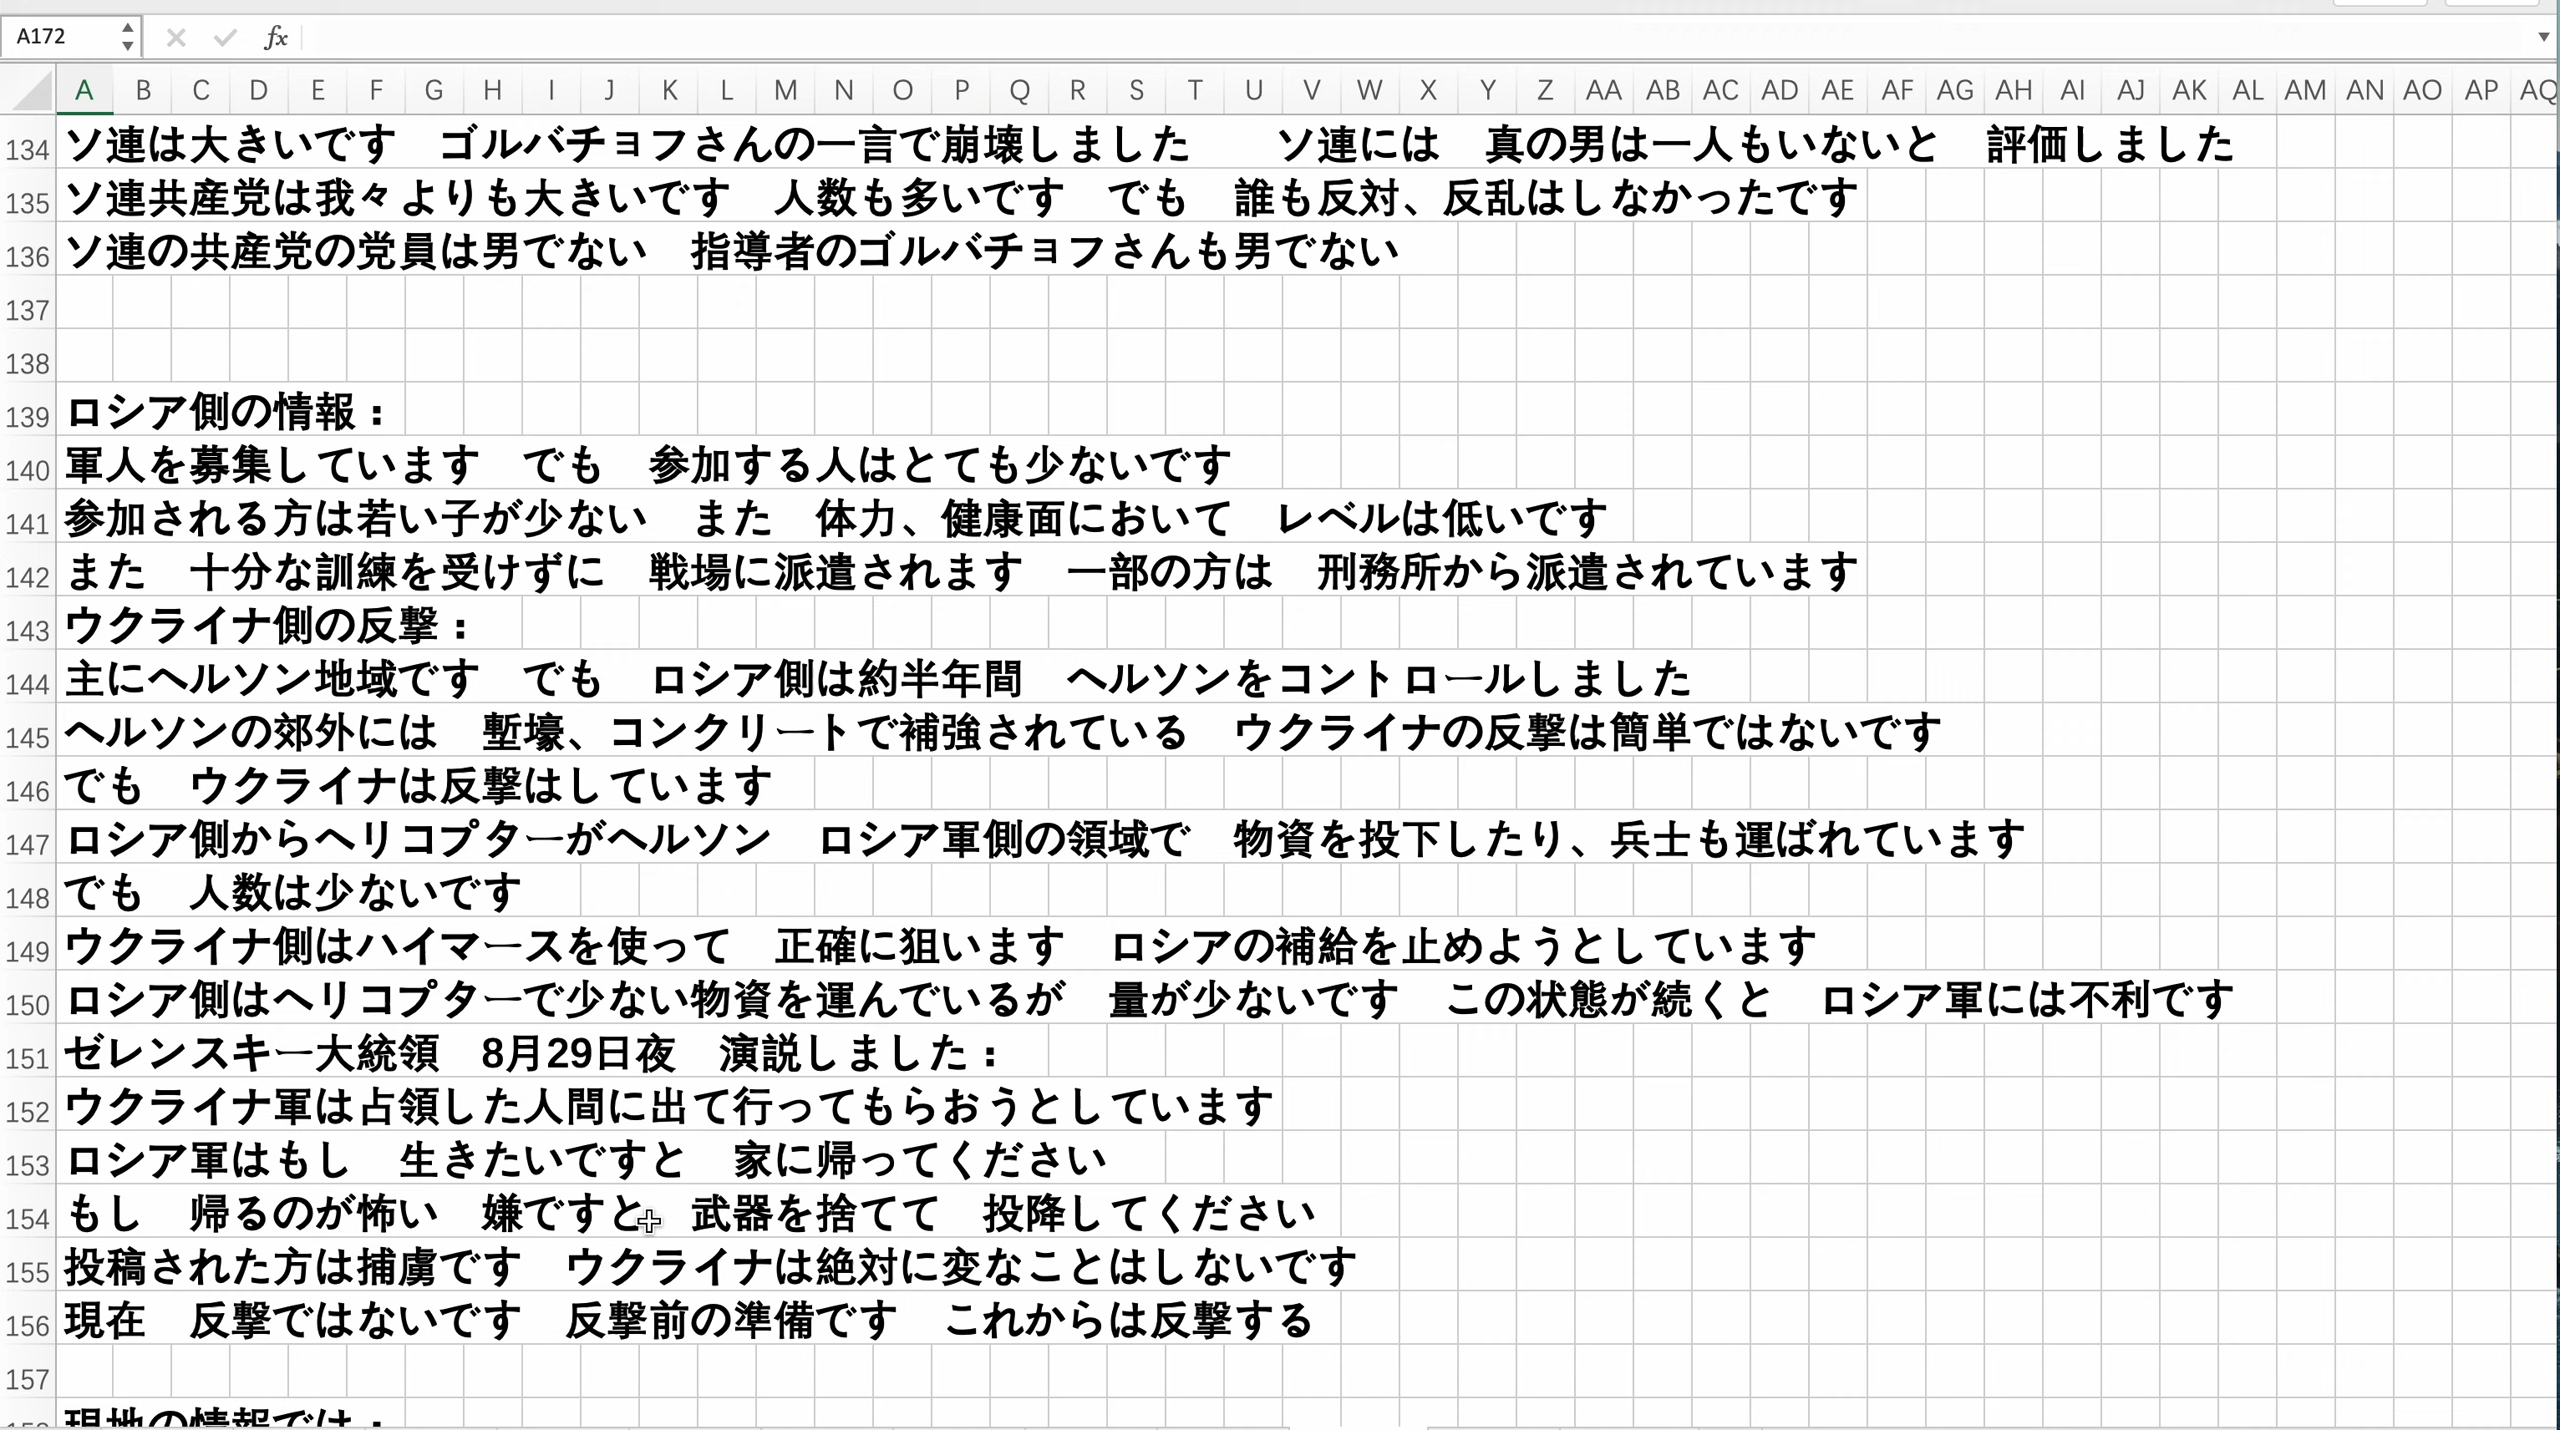 A172 fx
A B C D E F G H I J K L M N O P Q R S T U V W X Y Z AA AB AC AD AE AF AG AH AI AJ AK AL AM AN AO AP AQ
134 ソ連は大きいです　ゴルバチョフさんの一言で崩壊しました　　ソ連には　真の男は一人もいないと　評価しました
135 ソ連共産党は我々よりも大きいです　人数も多いです　でも　誰も反対、反乱はしなかったです
136 ソ連の共産党の党員は男でない　指導者のゴルバチョフさんも男でない
137
138
139 ロシア側の情報：
140 軍人を募集しています　でも　参加する人はとても少ないです
141 参加される方は若い子が少ない　また　体力、健康面において　レベルは低いです
142 また　十分な訓練を受けずに　戦場に派遣されます　一部の方は　刑務所から派遣されています
143 ウクライナ側の反撃：
144 主にヘルソン地域です　でも　ロシア側は約半年間　ヘルソンをコントロールしました
145 ヘルソンの郊外には　塹壕、コンクリートで補強されている　ウクライナの反撃は簡単ではないです
146 でも　ウクライナは反撃はしています
147 ロシア側からヘリコプターがヘルソン　ロシア軍側の領域で　物資を投下したり、兵士も運ばれています
148 でも　人数は少ないです
149 ウクライナ側はハイマースを使って　正確に狙います　ロシアの補給を止めようとしています
150 ロシア側はヘリコプターで少ない物資を運んでいるが　量が少ないです　この状態が続くと　ロシア軍には不利です
151 ゼレンスキー大統領　8月29日夜　演説しました：
152 ウクライナ軍は占領した人間に出て行ってもらおうとしています
153 ロシア軍はもし　生きたいですと　家に帰ってください
154 もし　帰るのが怖い　嫌ですと　武器を捨てて　投降してください
155 投稿された方は捕虜です　ウクライナは絶対に変なことはしないです
156 現在　反撃ではないです　反撃前の準備です　これからは反撃する
157
現地の情報では：